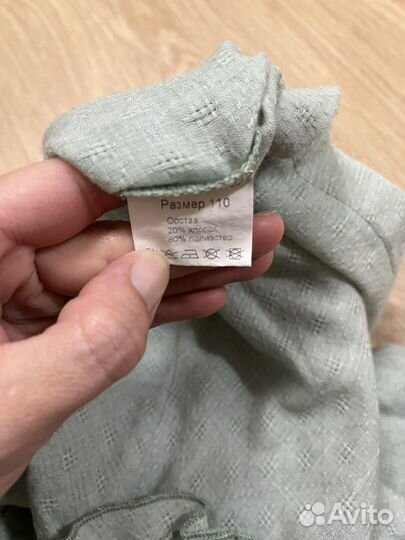 Размер 110
Состав
20% хлопок
80% полиэстер
Avito